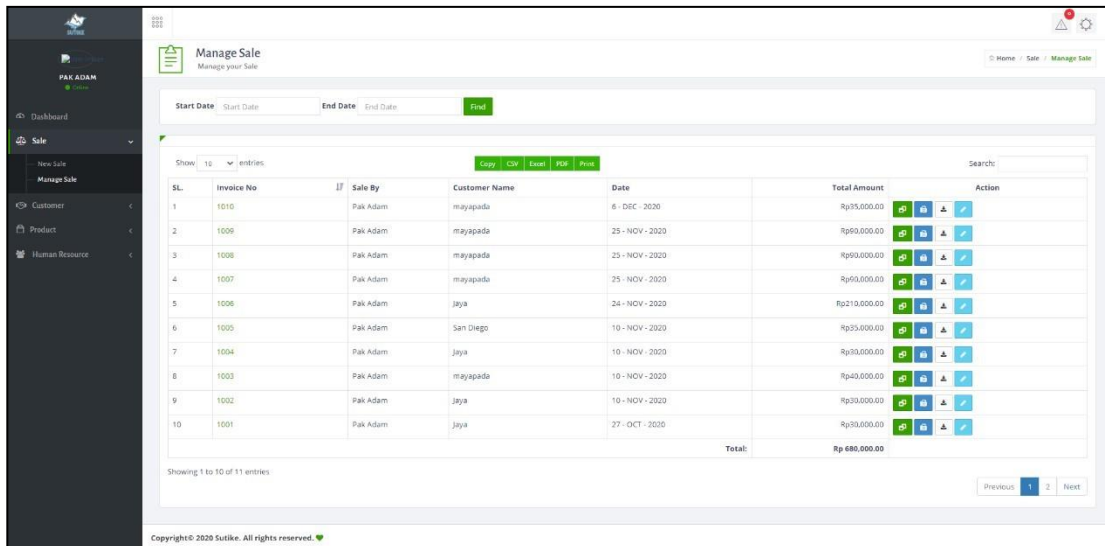 SUTIKE
PAK ADAM
Online
Dashboard
Sale
New Sale
Manage Sale
Customer
Product
Human Resource
Manage Sale
Manage your Sale
Home / Sale / Manage Sale
Start Date Start Date End Date End Date Find
Show 10 entries Copy CSV Excel PDF Print Search:
SL. Invoice No Sale By Customer Name Date Total Amount Action
1 1010 Pak Adam mayapada 6 - DEC - 2020 Rp35,000.00
2 1009 Pak Adam mayapada 25 - NOV - 2020 Rp90,000.00
3 1008 Pak Adam mayapada 25 - NOV - 2020 Rp90,000.00
4 1007 Pak Adam mayapada 25 - NOV - 2020 Rp90,000.00
5 1006 Pak Adam Jaya 24 - NOV - 2020 Rp210,000.00
6 1005 Pak Adam San Diego 10 - NOV - 2020 Rp35,000.00
7 1004 Pak Adam Jaya 10 - NOV - 2020 Rp30,000.00
8 1003 Pak Adam mayapada 10 - NOV - 2020 Rp40,000.00
9 1002 Pak Adam Jaya 10 - NOV - 2020 Rp30,000.00
10 1001 Pak Adam Jaya 27 - OCT - 2020 Rp30,000.00
Total: Rp 680,000.00
Showing 1 to 10 of 11 entries
Previous 1 2 Next
Copyright© 2020 Sutike. All rights reserved.